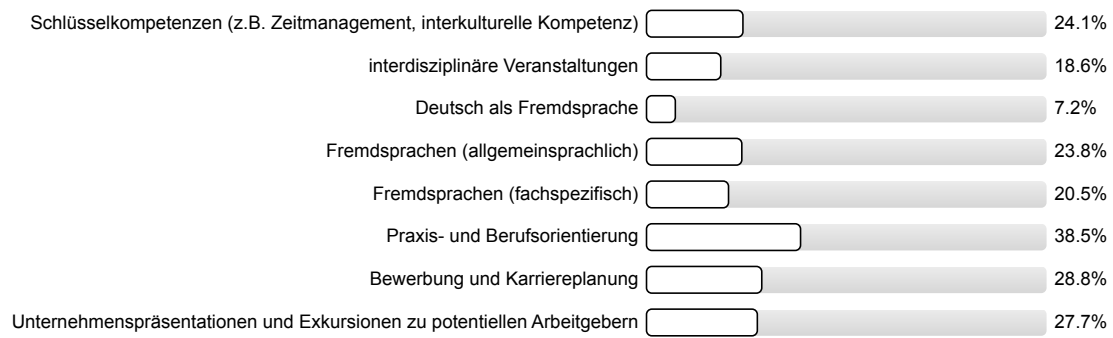 Schlüsselkompetenzen (z.B. Zeitmanagement, interkulturelle Kompetenz) 24.1%
interdisziplinäre Veranstaltungen 18.6%
Deutsch als Fremdsprache 7.2%
Fremdsprachen (allgemeinsprachlich) 23.8%
Fremdsprachen (fachspezifisch) 20.5%
Praxis- und Berufsorientierung 38.5%
Bewerbung und Karriereplanung 28.8%
Unternehmenspräsentationen und Exkursionen zu potentiellen Arbeitgebern 27.7%